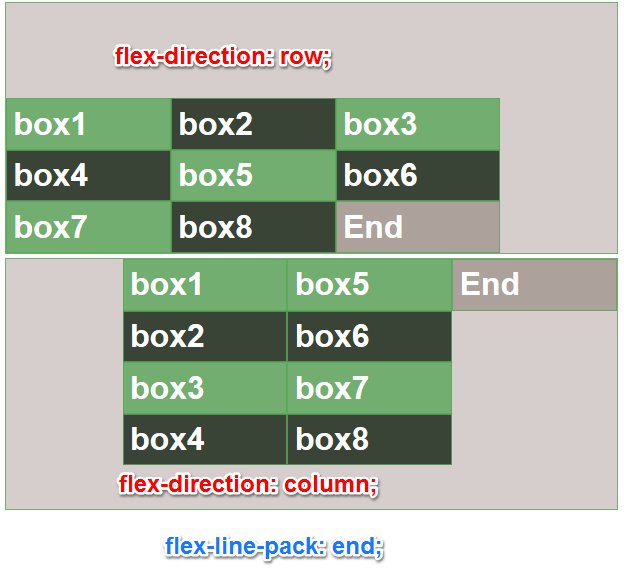 flex-direction: row;
box1 box2 box3
box4 box5 box6
box7 box8 End
box1 box5 End
box2 box6
box3 box7
box4 box8
flex-direction: column;
flex-line-pack: end;